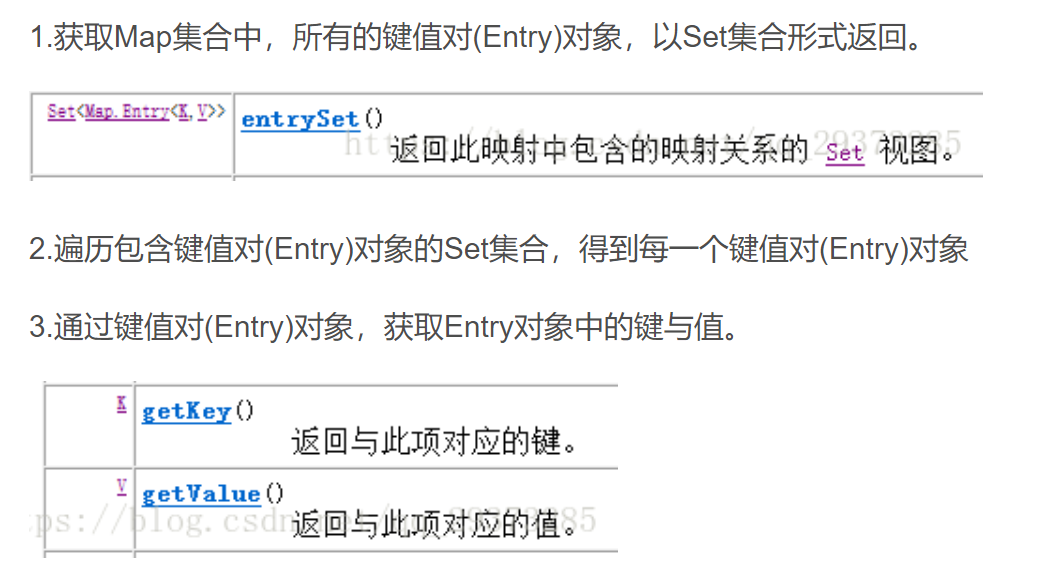 1.获取Map集合中，所有的键值对(Entry)对象，以Set集合形式返回。
Set<Map.Entry<K,V>> entrySet()
返回此映射中包含的映射关系的 Set 视图。
2.遍历包含键值对(Entry)对象的Set集合，得到每一个键值对(Entry)对象
3.通过键值对(Entry)对象，获取Entry对象中的键与值。
K getKey()
返回与此项对应的键。
V getValue()
返回与此项对应的值。